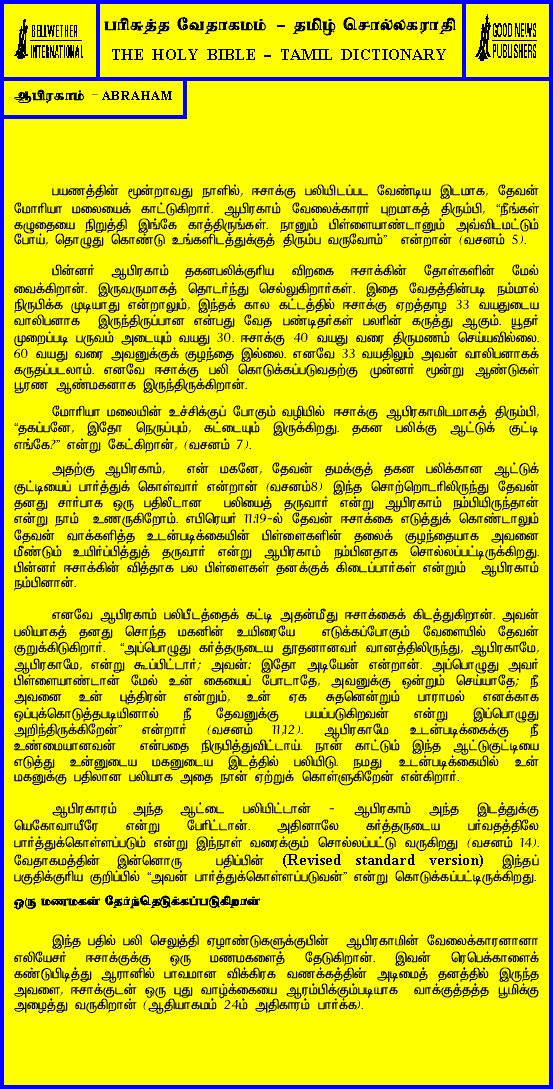 BELLWETHER
INTERNATIONAL
பரிசுத்த வேதாகமம் – தமிழ் சொல்லகராதி
THE HOLY BIBLE – TAMIL DICTIONARY
GOOD NEWS
PUBLISHERS
ஆபிரகாம் – ABRAHAM
பயணத்தின் மூன்றாவது நாளில், ஈசாக்கு பலியிடப்பட வேண்டிய இடமாக, தேவன்
மோரியா மலையைக் காட்டுகிறார். ஆபிரகாம் வேலைக்காரர் புறமாகத் திரும்பி, “நீங்கள்
கழுதையை நிறுத்தி இங்கே காத்திருங்கள். நானும் பிள்ளையாண்டானும் அவ்விடமட்டும்
போய், தொழுது கொண்டு உங்களிடத்துக்குத் திரும்ப வருவோம்” என்றான் (வசனம் 5).
பின்னர் ஆபிரகாம் தகனபலிக்குரிய விறகை ஈசாக்கின் தோள்களின் மேல்
வைக்கிறான். இருவருமாகத் தொடர்ந்து செல்லுகிறார்கள். இதை வேதத்தின்படி நம்மால்
நிருபிக்க முடியாது என்றாலும், இந்தக் கால கட்டத்தில் ஈசாக்கு ஏறத்தாழ 33 வயதுடைய
வாலிபனாக இருந்திருப்பான என்பது வேத பண்டிதர்கள் பலரின் கருத்து ஆகும். யூதர்
முறைப்படி பருவம் அடையும் வயது 30. ஈசாக்கு 40 வயது வரை திருமணம் செய்யவில்லை.
60 வயது வரை அவனுக்குக் குழந்தை இல்லை. எனவே 33 வயதிலும் அவன் வாலிபனாகக்
கருதப்படலாம். எனவே ஈசாக்கு பலி கொடுக்கப்படுவதற்கு முன்னர் மூன்று ஆண்டுகள்
பூரண ஆண்மகனாக இருந்திருக்கிறான்.
மோரியா மலையின் உச்சிக்குப் போகும் வழியில் ஈசாக்கு ஆபிரகாமிடமாகத் திரும்பி,
“தகப்பனே, இதோ நெருப்பும், கட்டையும் இருக்கிறது. தகன பலிக்கு ஆட்டுக் குட்டி
எங்கே?” என்று கேட்கிறான், (வசனம் 7).
அதற்கு ஆபிரகாம், என் மகனே, தேவன் தமக்குத் தகன பலிக்கான ஆட்டுக்
குட்டியைப் பார்த்துக் கொள்வார் என்றான் (வசனம்8) இந்த சொற்றொடரிலிருந்து தேவன்
தனது சார்பாக ஒரு பதிலீடான பலியைத் தருவார் என்று ஆபிரகாம் நம்பியிருந்தான்
என்று நாம் உணருகிறோம். எபிரெயர் 11:19-ல் தேவன் ஈசாக்கை எடுத்துக் கொண்டாலும்
தேவன் வாக்களித்த உடன்படிக்கையின் பிள்ளைகளின் தலைக் குழந்தையாக அவனை
மீண்டும் உயிர்ப்பித்துத் தருவார் என்று ஆபிரகாம் நம்பினதாக சொல்லப்பட்டிருக்கிறது.
பின்னர் ஈசாக்கின் வித்தாக பல பிள்ளைகள் தனக்குக் கிடைப்பார்கள் என்றும் ஆபிரகாம்
நம்பினான்.
எனவே ஆபிரகாம் பலிபீடத்தைக் கட்டி அதன்மீது ஈசாக்கைக் கிடத்துகிறான். அவன்
பலியாகத் தனது சொந்த மகனின் உயிரையே எடுக்கப்போகும் வேளையில் தேவன்
குறுக்கிடுகிறார். “அப்பொழுது கர்த்தருடைய தூதனானவர் வானத்திலிருந்து, ஆபிரகாமே,
ஆபிரகாமே, என்று கூப்பிட்டார்; அவன்: இதோ அடியேன் என்றான். அப்பொழுது அவர்
பிள்ளையாண்டான் மேல் உன் கையைப் போடாதே, அவனுக்கு ஒன்றும் செய்யாதே; நீ
அவனை உன் புத்திரன் என்றும், உன் ஏக சுதனென்றும் பாராமல் எனக்காக
ஒப்புக்கொடுத்தபடியினால் நீ தேவனுக்கு பயப்படுகிறவன் என்று இப்பொழுது
அறிந்திருக்கிறேன்” என்றார் (வசனம் 11,12). ஆபிரகாமே உடன்படிக்கைக்கு நீ
உண்மையானவன் என்பதை நிருபித்துவிட்டாய். நான் காட்டும் இந்த ஆட்டுகுட்டியை
எடுத்து உன்னுடைய மகனுடைய இடத்தில் பலியிடு. நமது உடன்படிக்கையில் உன்
மகனுக்கு பதிலான பலியாக அதை நான் ஏற்றுக் கொள்ளுகிறேன் என்கிறார்.
ஆபிரகாரம் அந்த ஆட்டை பலியிட்டான் – ஆபிரகாம் அந்த இடத்துக்கு
யெகோவாயீரே என்று பேரிட்டான். அதினாலே கர்த்தருடைய பர்வதத்திலே
பார்த்துக்கொள்ளப்படும் என்று இந்நாள் வரைக்கும் சொல்லப்பட்டு வருகிறது (வசனம் 14).
வேதாகமத்தின் இன்னொரு பதிப்பின் (Revised standard version) இந்தப்
பகுதிக்குரிய குறிப்பில் “அவன் பார்த்துக்கொள்ளப்படுவன்” என்று கொடுக்கப்பட்டிருக்கிறது.
ஒரு மணமகன் தேர்ந்தெடுக்கப்படுகிறான்
இந்த பதில் பலி செலுத்தி ஏழாண்டுகளுக்குபின் ஆபிரகாமின் வேலைக்காரனானா
எலியேசர் ஈசாக்குக்கு ஒரு மணமகளைத் தேடுகிறான். இவன் ரெபெக்காளைக்
கண்டுபிடித்து ஆரானில் பாவமான விக்கிரக வணக்கத்தின் அடிமைத் தனத்தில் இருந்த
அவளை, ஈசாக்குடன் ஒரு புது வாழ்க்கையை ஆரம்பிக்கும்படியாக வாக்குத்தத்த பூமிக்கு
அழைத்து வருகிறான் (ஆதியாகமம் 24ம் அதிகாரம் பார்க்க).